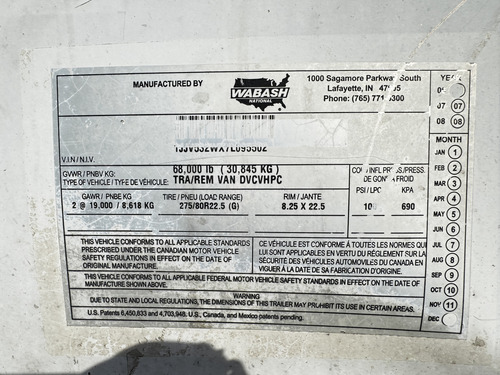 MANUFACTURED BY
WABASH
NATIONAL
1000 Sagamore Parkway South
Lafayette, IN
Phone: (765)
YEAR
07 07
08 08
V.I.N / N.I.V.
GVWR / PNBV KG:
68,000 lb ( 30,845 KG )
TYPE OF VEHICLE / TYPE DE VÉHICULE:
TRA/REM VAN DVCVHPC
GAWR / PNBE KG
2 @ 19,000 / 8,618 KG
TIRE / PNEU (LOAD RANGE)
275/80R22.5 (G)
RIM / JANTE
8.25 X 22.5
COLD INFL PRESS/PRESS.
DE GONFL A FROID
PSI / LPC
KPA
690
MONTH
JAN 1
FEB 2
MAR 3
APR 4
MAY 5
JUN 6
JUL 7
AUG 8
SEP 9
OCT 10
NOV 11
DEC
THIS VEHICLE CONFORMS TO ALL APPLICABLE STANDARDS
PRESCRIBED UNDER THE CANADIAN MOTOR VEHICLE
SAFETY REGULATIONS IN EFFECT ON THE DATE OF
ORIGINAL MANUFACTURE.
CE VÉHICULE EST CONFORME À TOUTES LES NORMES QUI
LUI SONT APPLICABLES EN VERTU DU RÈGLEMENT SUR LA
SÉCURITÉ DES VÉHICULES AUTOMOBILES DU CANADA EN
VIGUEUR À LA DATE DE SA FABRICATION D'ORIGINE.
THIS VEHICLE CONFORMS TO ALL APPLICABLE FEDERAL MOTOR VEHICLE SAFETY STANDARDS IN EFFECT ON THE DATE OF
MANUFACTURE SHOWN ABOVE.
WARNING
DUE TO STATE AND LOCAL REGULATIONS, THE DIMENSIONS OF THIS TRAILER MAY PROHIBIT ITS USE IN CERTAIN AREAS.
U.S. Patents 6,450,833 and 4,703,948, U.S., Canada, and Mexico patents pending.